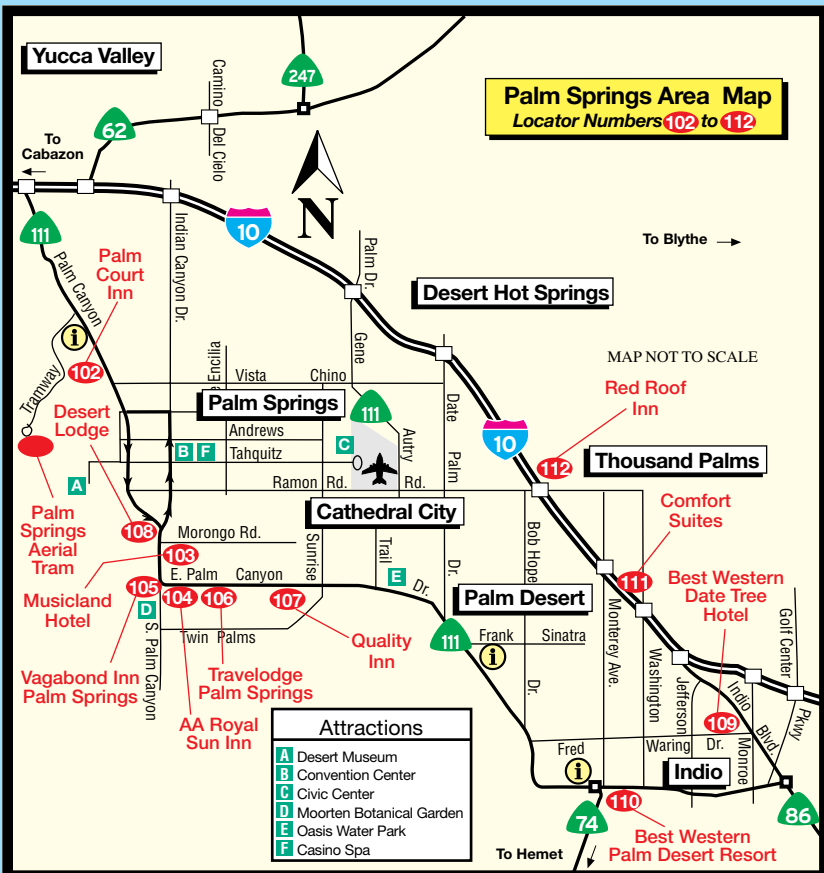 Yucca Valley
247
Camino
Del Cielo
62
Palm Springs Area Map
Locator Numbers 102 to 112
To
Cabazon
N
111
10
Indian Canyon Dr.
Palm Dr.
To Blythe
Palm Canyon
Palm
Court
Inn
Desert Hot Springs
i
102
Tramway
Encilia
Gene
MAP NOT TO SCALE
Vista Chino
Red Roof
Inn
Palm Springs
111
Date
Desert
Lodge
Andrews
10
B F
Tahquitz
C
Autry
Palm
112
Thousand Palms
A
Ramon Rd.
Rd.
Palm
Springs
Aerial
Tram
Cathedral City
Comfort
Suites
108
Morongo Rd.
Sunrise
Trail
Bob Hope
103
111
Musicland
Hotel
E. Palm Canyon
E
Dr.
Dr.
Best Western
Date Tree
Hotel
105
104
106
107
Palm Desert
D
S. Palm Canyon
Twin Palms
111
Frank Sinatra
i
Monterey Ave.
Washington
Golf Center
Pkwy
Quality
Inn
Vagabond Inn
Palm Springs
Travelodge
Palm Springs
Dr.
Jefferson
Indio
Blvd.
AA Royal
Sun Inn
109
Attractions
A Desert Museum
B Convention Center
C Civic Center
D Moorten Botanical Garden
E Oasis Water Park
F Casino Spa
Fred Waring Dr.
Monroe
i
Indio
110
74
86
Best Western
Palm Desert Resort
To Hemet